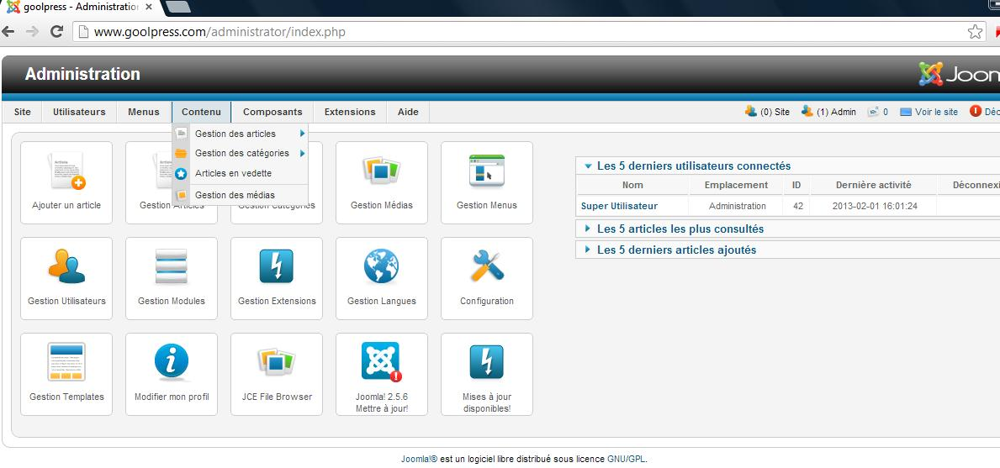 goolpress - Administration
www.goolpress.com/administrator/index.php
Administration
Site Utilisateurs Menus Contenu Composants Extensions Aide (0) Site (1) Admin 0 Voir le site
Gestion des articles
Gestion des catégories
Articles en vedette
Gestion des médias
Ajouter un article Gestion Articles Gestion Catégories Gestion Médias Gestion Menus
Gestion Utilisateurs Gestion Modules Gestion Extensions Gestion Langues Configuration
Gestion Templates Modifier mon profil JCE File Browser Joomla! 2.5.6 Mises à jour
Mettre à jour! disponibles!
Les 5 derniers utilisateurs connectés
Nom Emplacement ID Dernière activité Déconnexi
Super Utilisateur Administration 42 2013-02-01 16:01:24
Les 5 articles les plus consultés
Les 5 derniers articles ajoutés
Joomla!® est un logiciel libre distribué sous licence GNU/GPL.